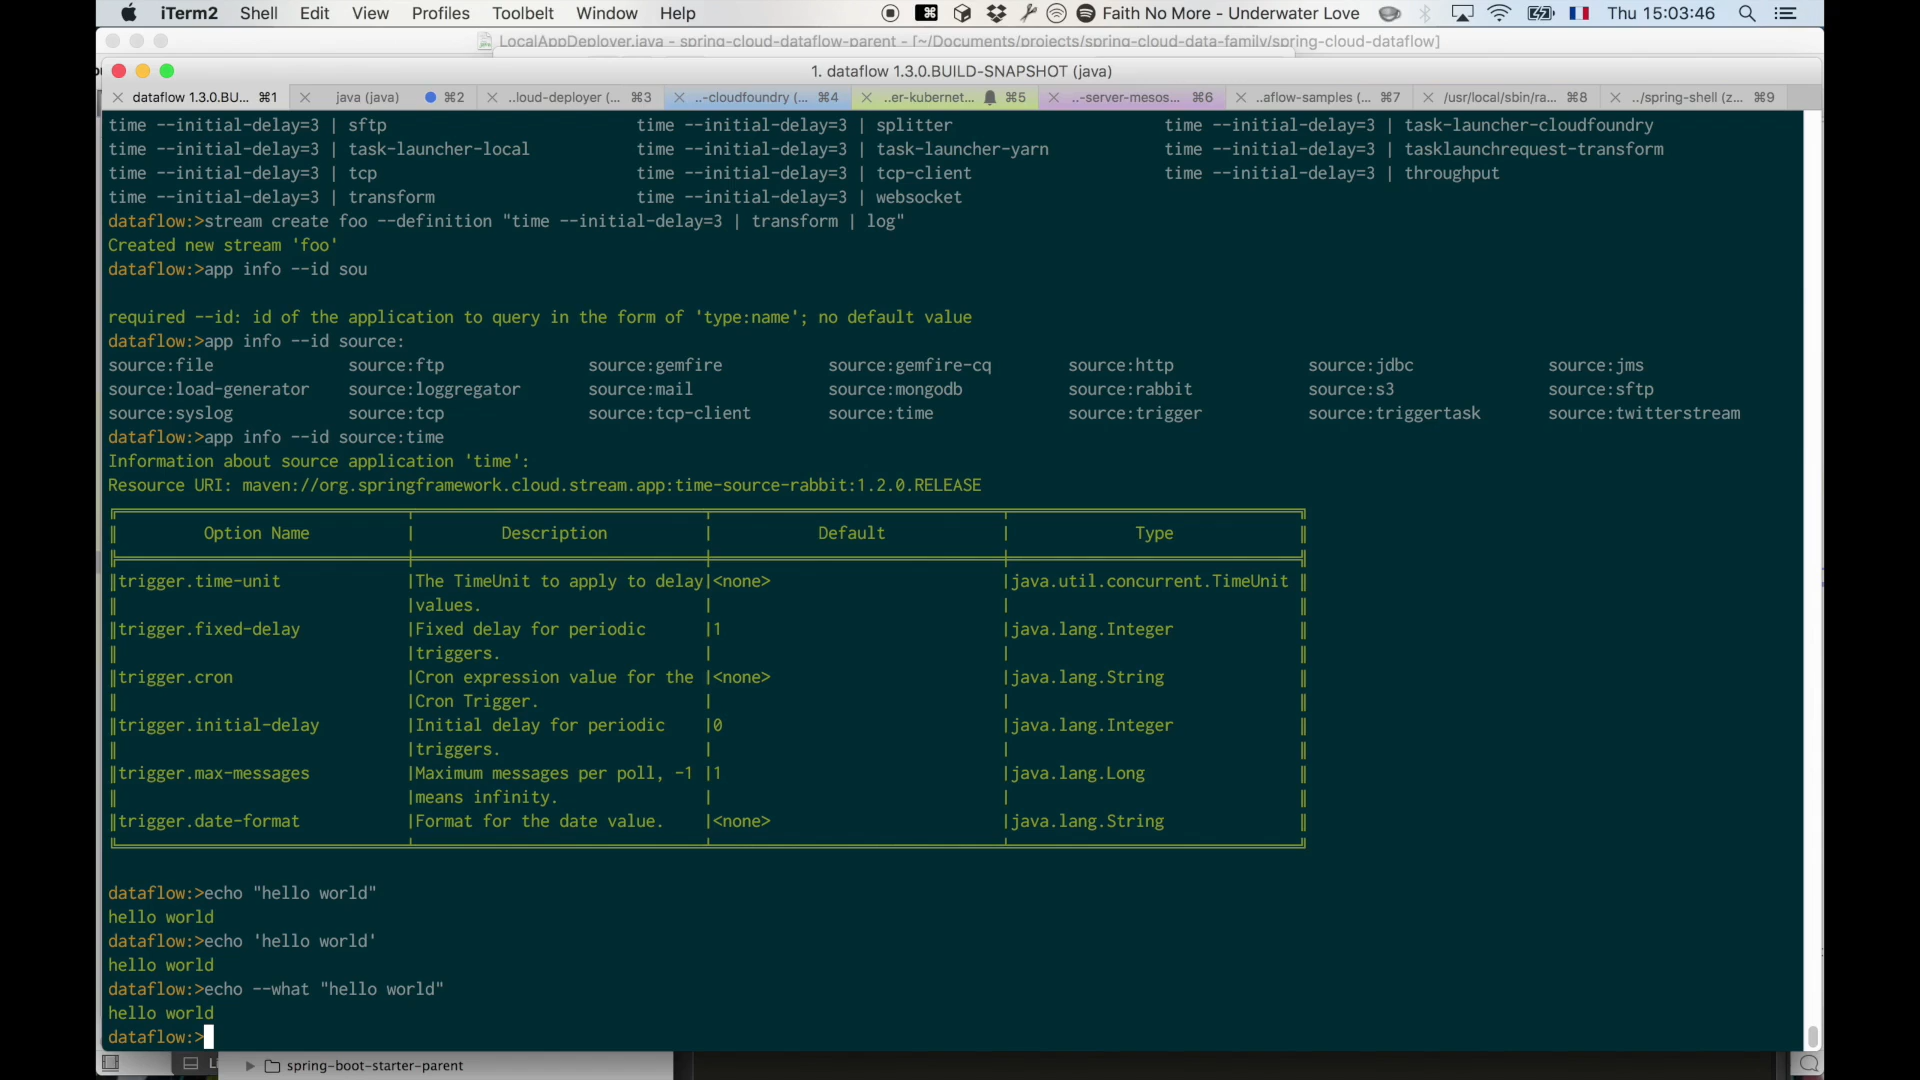 iTerm2 Shell Edit View Profiles Toolbelt Window Help Faith No More - Underwater Love Thu 15:03:46
LocalAppDeployer.java - spring-cloud-dataflow-parent - [~/Documents/projects/spring-cloud-data-family/spring-cloud-dataflow]
1. dataflow 1.3.0.BUILD-SNAPSHOT (java)
dataflow 1.3.0.BU... ⌘1 java (java) ⌘2 ..loud-deployer (... ⌘3 ..-cloudfoundry (... ⌘4 ..er-kubernet... ⌘5 ..-server-mesos... ⌘6 ..aflow-samples (... ⌘7 /usr/local/sbin/ra... ⌘8 ../spring-shell (z... ⌘9
time --initial-delay=3 | sftp time --initial-delay=3 | splitter time --initial-delay=3 | task-launcher-cloudfoundry
time --initial-delay=3 | task-launcher-local time --initial-delay=3 | task-launcher-yarn time --initial-delay=3 | tasklaunchrequest-transform
time --initial-delay=3 | tcp time --initial-delay=3 | tcp-client time --initial-delay=3 | throughput
time --initial-delay=3 | transform time --initial-delay=3 | websocket
dataflow:>stream create foo --definition "time --initial-delay=3 | transform | log"
Created new stream 'foo'
dataflow:>app info --id sou
required --id: id of the application to query in the form of 'type:name'; no default value
dataflow:>app info --id source:
source:file source:ftp source:gemfire source:gemfire-cq source:http source:jdbc source:jms
source:load-generator source:loggregator source:mail source:mongodb source:rabbit source:s3 source:sftp
source:syslog source:tcp source:tcp-client source:time source:trigger source:triggertask source:twitterstream
dataflow:>app info --id source:time
Information about source application 'time':
Resource URI: maven://org.springframework.cloud.stream.app:time-source-rabbit:1.2.0.RELEASE
Option Name | Description | Default | Type
trigger.time-unit |The TimeUnit to apply to delay|<none> |java.util.concurrent.TimeUnit
|values. | |
trigger.fixed-delay |Fixed delay for periodic |1 |java.lang.Integer
|triggers. | |
trigger.cron |Cron expression value for the |<none> |java.lang.String
|Cron Trigger. | |
trigger.initial-delay |Initial delay for periodic |0 |java.lang.Integer
|triggers. | |
trigger.max-messages |Maximum messages per poll, -1 |1 |java.lang.Long
|means infinity. | |
trigger.date-format |Format for the date value. |<none> |java.lang.String
dataflow:>echo "hello world"
hello world
dataflow:>echo 'hello world'
hello world
dataflow:>echo --what "hello world"
hello world
dataflow:>
spring-boot-starter-parent